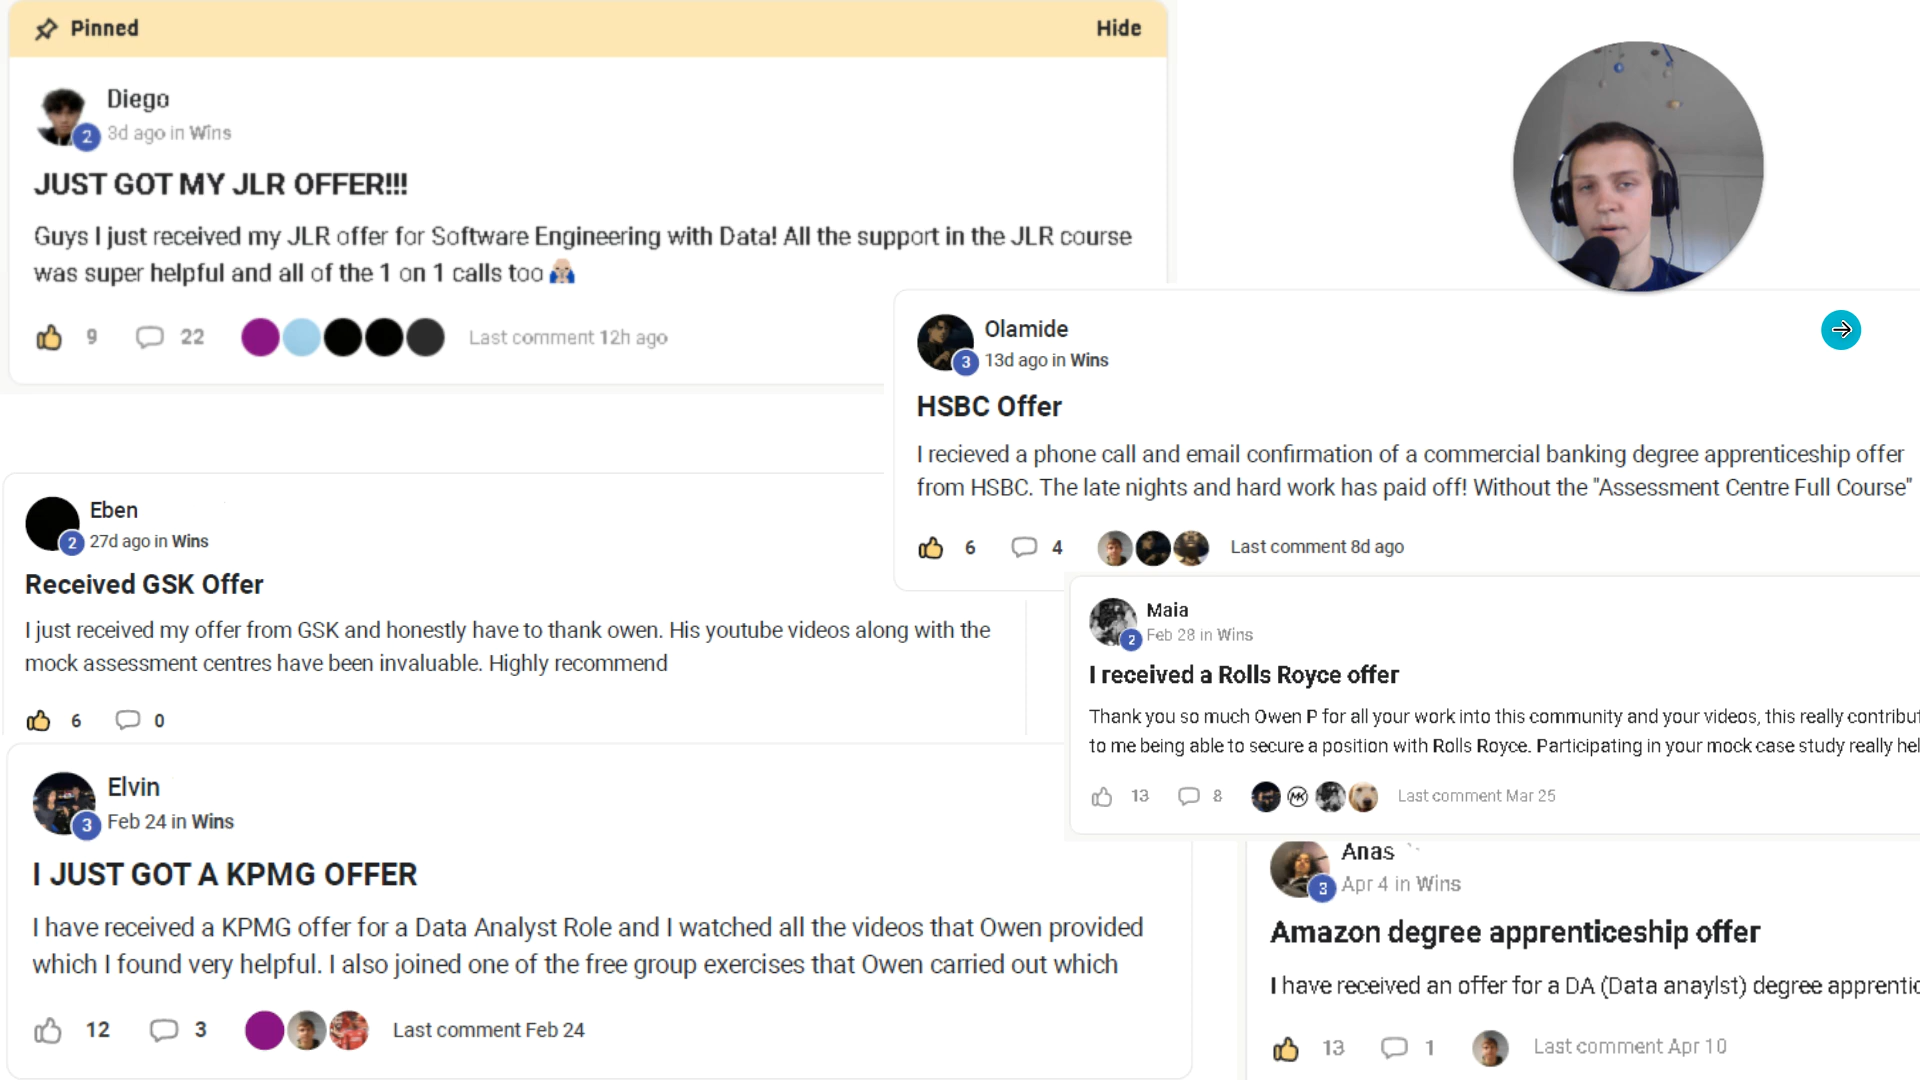 Pinned
Hide
Diego
2
3d ago in Wins
JUST GOT MY JLR OFFER!!!
Guys I just received my JLR offer for Software Engineering with Data! All the support in the JLR course
was super helpful and all of the 1 on 1 calls too
9 22 Last comment 12h ago
Olamide
3
13d ago in Wins
HSBC Offer
I recieved a phone call and email confirmation of a commercial banking degree apprenticeship offer
from HSBC. The late nights and hard work has paid off! Without the "Assessment Centre Full Course"
6 4 Last comment 8d ago
Eben
2
27d ago in Wins
Received GSK Offer
I just received my offer from GSK and honestly have to thank owen. His youtube videos along with the
mock assessment centres have been invaluable. Highly recommend
6 0
Maia
2
Feb 28 in Wins
I received a Rolls Royce offer
Thank you so much Owen P for all your work into this community and your videos, this really contribut
to me being able to secure a position with Rolls Royce. Participating in your mock case study really hel
13 8 MK Last comment Mar 25
Elvin
3
Feb 24 in Wins
I JUST GOT A KPMG OFFER
I have received a KPMG offer for a Data Analyst Role and I watched all the videos that Owen provided
which I found very helpful. I also joined one of the free group exercises that Owen carried out which
12 3 Last comment Feb 24
Anas
3
Apr 4 in Wins
Amazon degree apprenticeship offer
I have received an offer for a DA (Data anaylst) degree apprentic
13 1 Last comment Apr 10